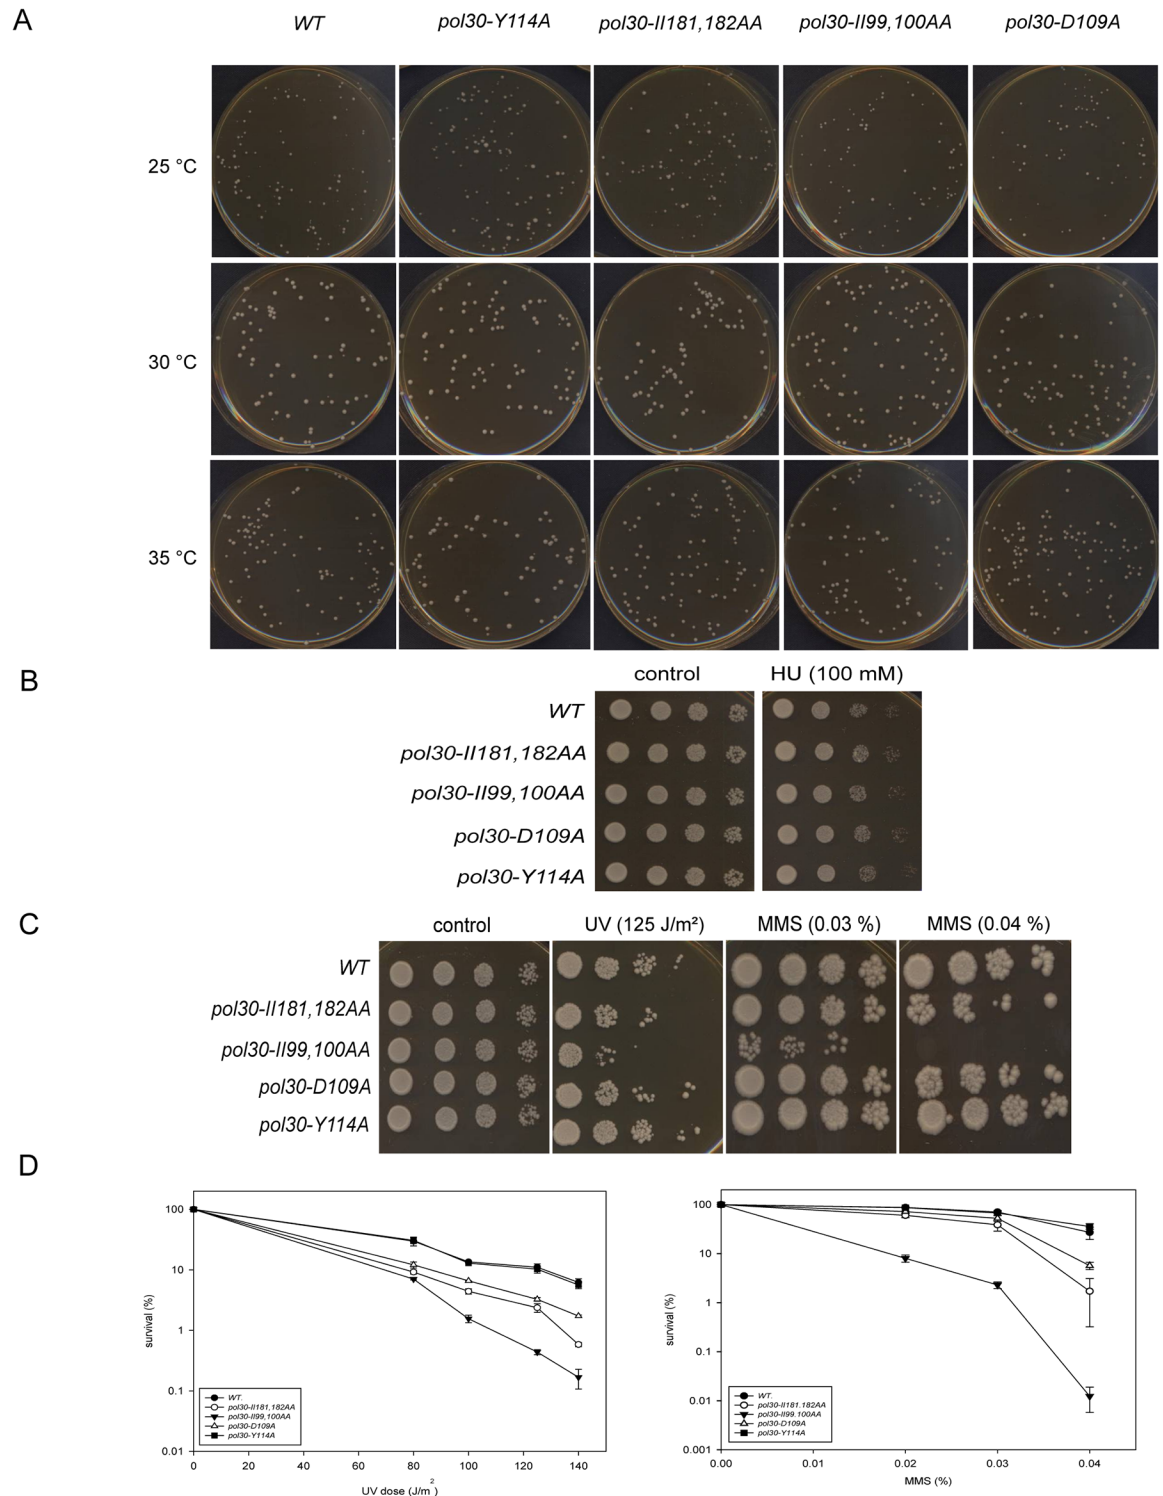 A
WT pol30-Y114A pol30-II181,182AA pol30-II99,100AA pol30-D109A
25 °C
30 °C
35 °C
B
control HU (100 mM)
WT
pol30-II181,182AA
pol30-II99,100AA
pol30-D109A
pol30-Y114A
C
control UV (125 J/m²) MMS (0.03 %) MMS (0.04 %)
WT
pol30-II181,182AA
pol30-II99,100AA
pol30-D109A
pol30-Y114A
D
survival (%)
100
10
1
0.1
0.01
WT.
pol30-II181,182AA
pol30-II99,100AA
pol30-D109A
pol30-Y114A
0 20 40 60 80 100 120 140
UV dose (J/m²)
survival (%)
100
10
1
0.1
0.01
0.001
WT.
pol30-II181.182AA
pol30-II99,100AA
pol30-D109A
pol30-Y114A
0.00 0.01 0.02 0.03 0.04
MMS (%)